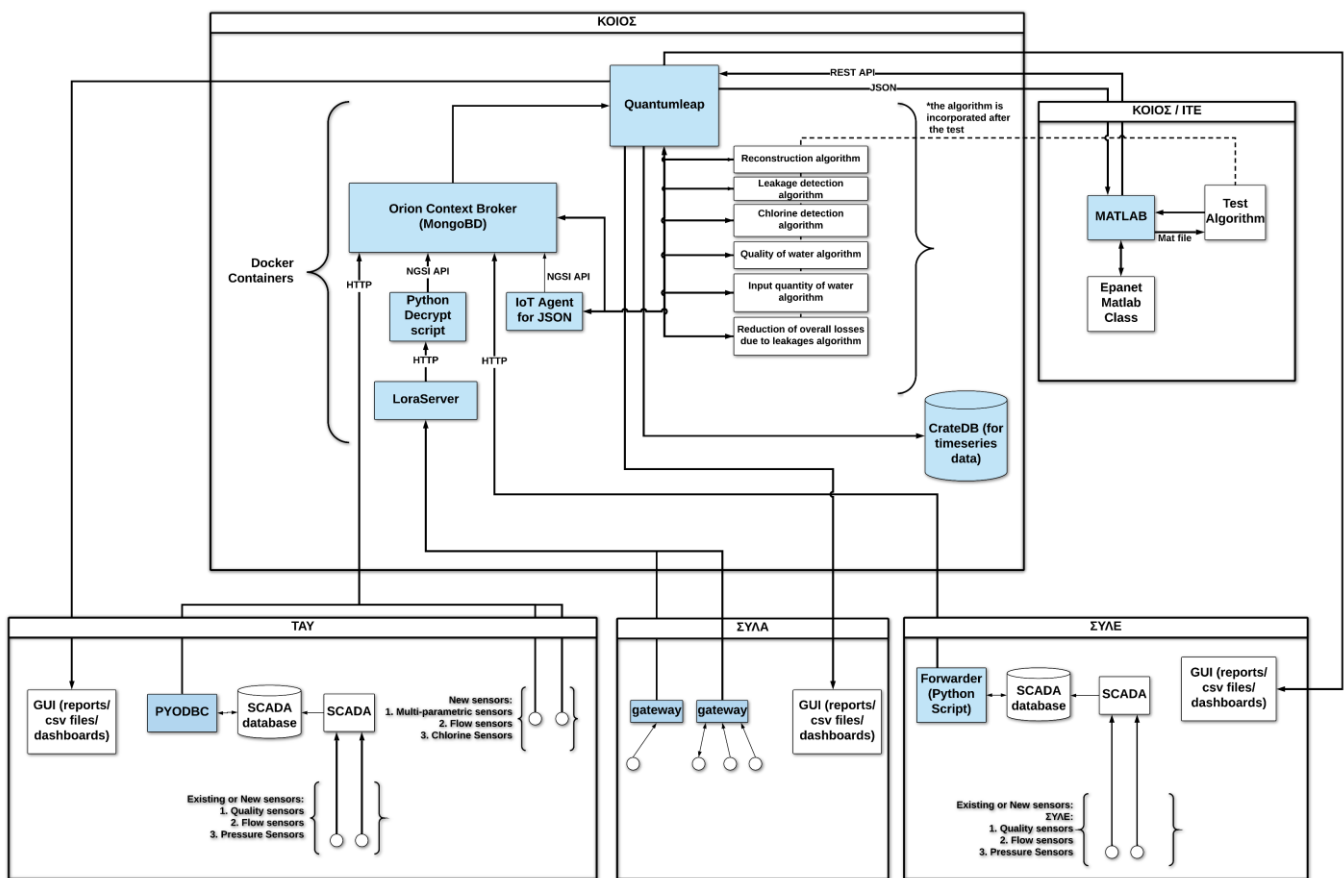 ΚΟΙΟΣ
REST API
JSON
Quantumleap
*the algorithm is
incorporated after
the test
ΚΟΙΟΣ / ΙΤΕ
Reconstruction algorithm
Leakage detection
algorithm
Chlorine detection
algorithm
Quality of water algorithm
Input quantity of water
algorithm
Reduction of overall losses
due to leakages algorithm
MATLAB
Test
Algorithm
Mat file
Epanet
Matlab
Class
Orion Context Broker
(MongoBD)
Docker
Containers
HTTP
NGSI API
NGSI API
Python
Decrypt
script
IoT Agent
for JSON
HTTP
HTTP
LoraServer
CrateDB (for
timeseries
data)
ΤΑΥ
GUI (reports/
csv files/
dashboards)
PYODBC
SCADA
database
SCADA
New sensors:
1. Multi-parametric sensors
2. Flow sensors
3. Chlorine Sensors
Existing or New sensors:
1. Quality sensors
2. Flow sensors
3. Pressure Sensors
ΣΥΛΑ
gateway
gateway
GUI (reports/
csv files/
dashboards)
ΣΥΛΕ
Forwarder
(Python
Script)
SCADA
database
SCADA
GUI (reports/
csv files/
dashboards)
Existing or New sensors:
ΣΥΛΕ:
1. Quality sensors
2. Flow sensors
3. Pressure Sensors